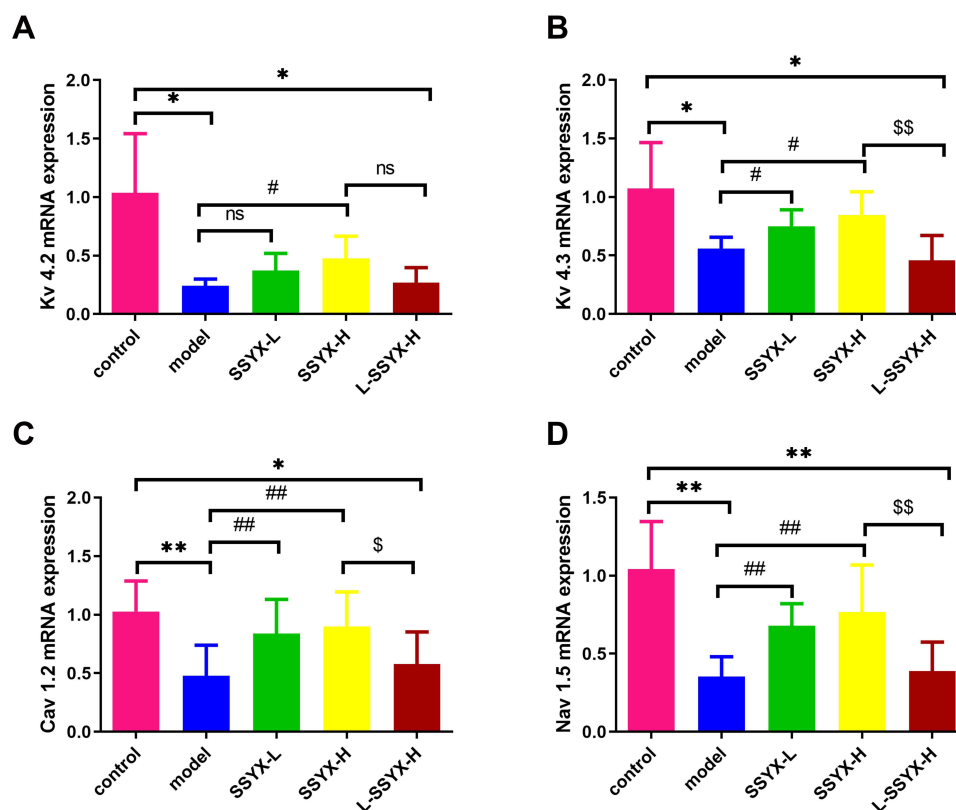 A
Kv 4.2 mRNA expression
2.0
1.5
1.0
0.5
0.0
*
*
ns
#
ns
control
model
SSYX-L
SSYX-H
L-SSYX-H
B
Kv 4.3 mRNA expression
2.0
1.5
1.0
0.5
0.0
*
*
$$
#
#
control
model
SSYX-L
SSYX-H
L-SSYX-H
C
Cav 1.2 mRNA expression
2.0
1.5
1.0
0.5
0.0
*
##
##
**
$
control
model
SSYX-L
SSYX-H
L-SSYX-H
D
Nav 1.5 mRNA expression
1.5
1.0
0.5
0.0
**
**
$$
##
##
control
model
SSYX-L
SSYX-H
L-SSYX-H